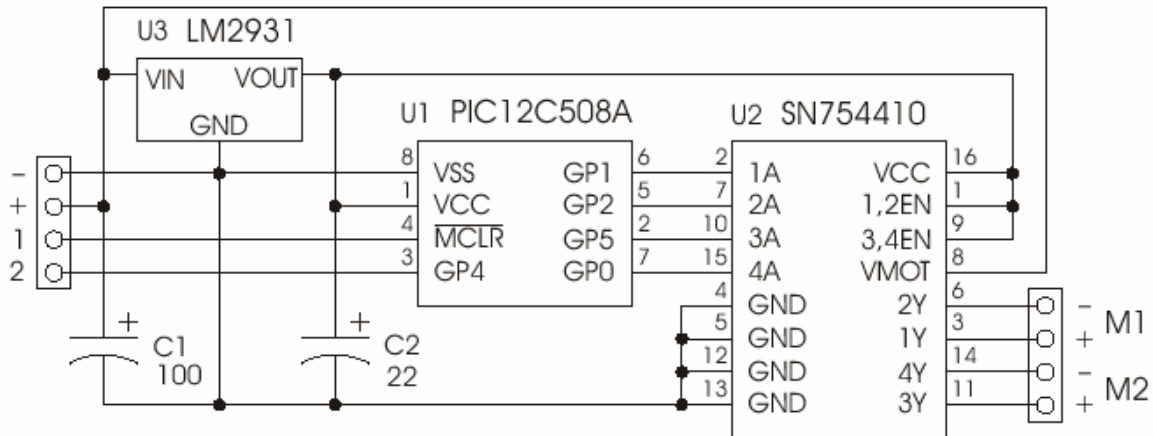 U3 LM2931
VIN VOUT
GND
U1 PIC12C508A
U2 SN754410
- 8 VSS GP1 6 2 1A VCC 16
+ 1 VCC GP2 5 7 2A 1,2EN 1
1 4 MCLR GP5 2 10 3A 3,4EN 9
2 3 GP4 GP0 7 15 4A VMOT 8
4 GND 2Y 6 -
+ + 5 GND 1Y 3 + M1
C1 C2 12 GND 4Y 14 -
100 22 13 GND 3Y 11 + M2